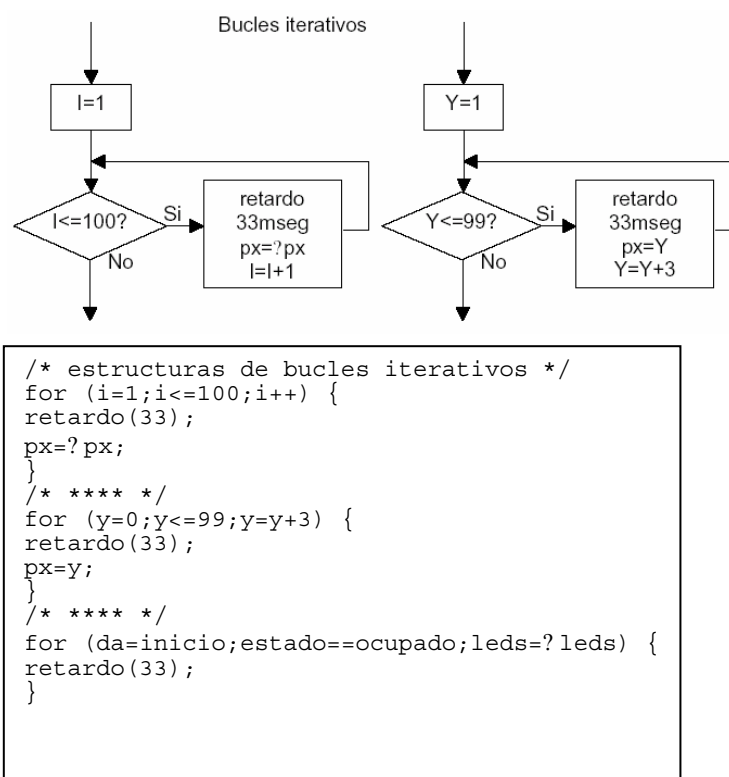 Bucles iterativos
I=1
I<=100?
Si
No
retardo
33mseg
px=?px
I=I+1
Y=1
Y<=99?
Si
No
retardo
33mseg
px=Y
Y=Y+3
/* estructuras de bucles iterativos */
for (i=1;i<=100;i++) {
retardo(33);
px=?px;
}
/* **** */
for (y=0;y<=99;y=y+3) {
retardo(33);
px=y;
}
/* **** */
for (da=inicio;estado==ocupado;leds=?leds) {
retardo(33);
}